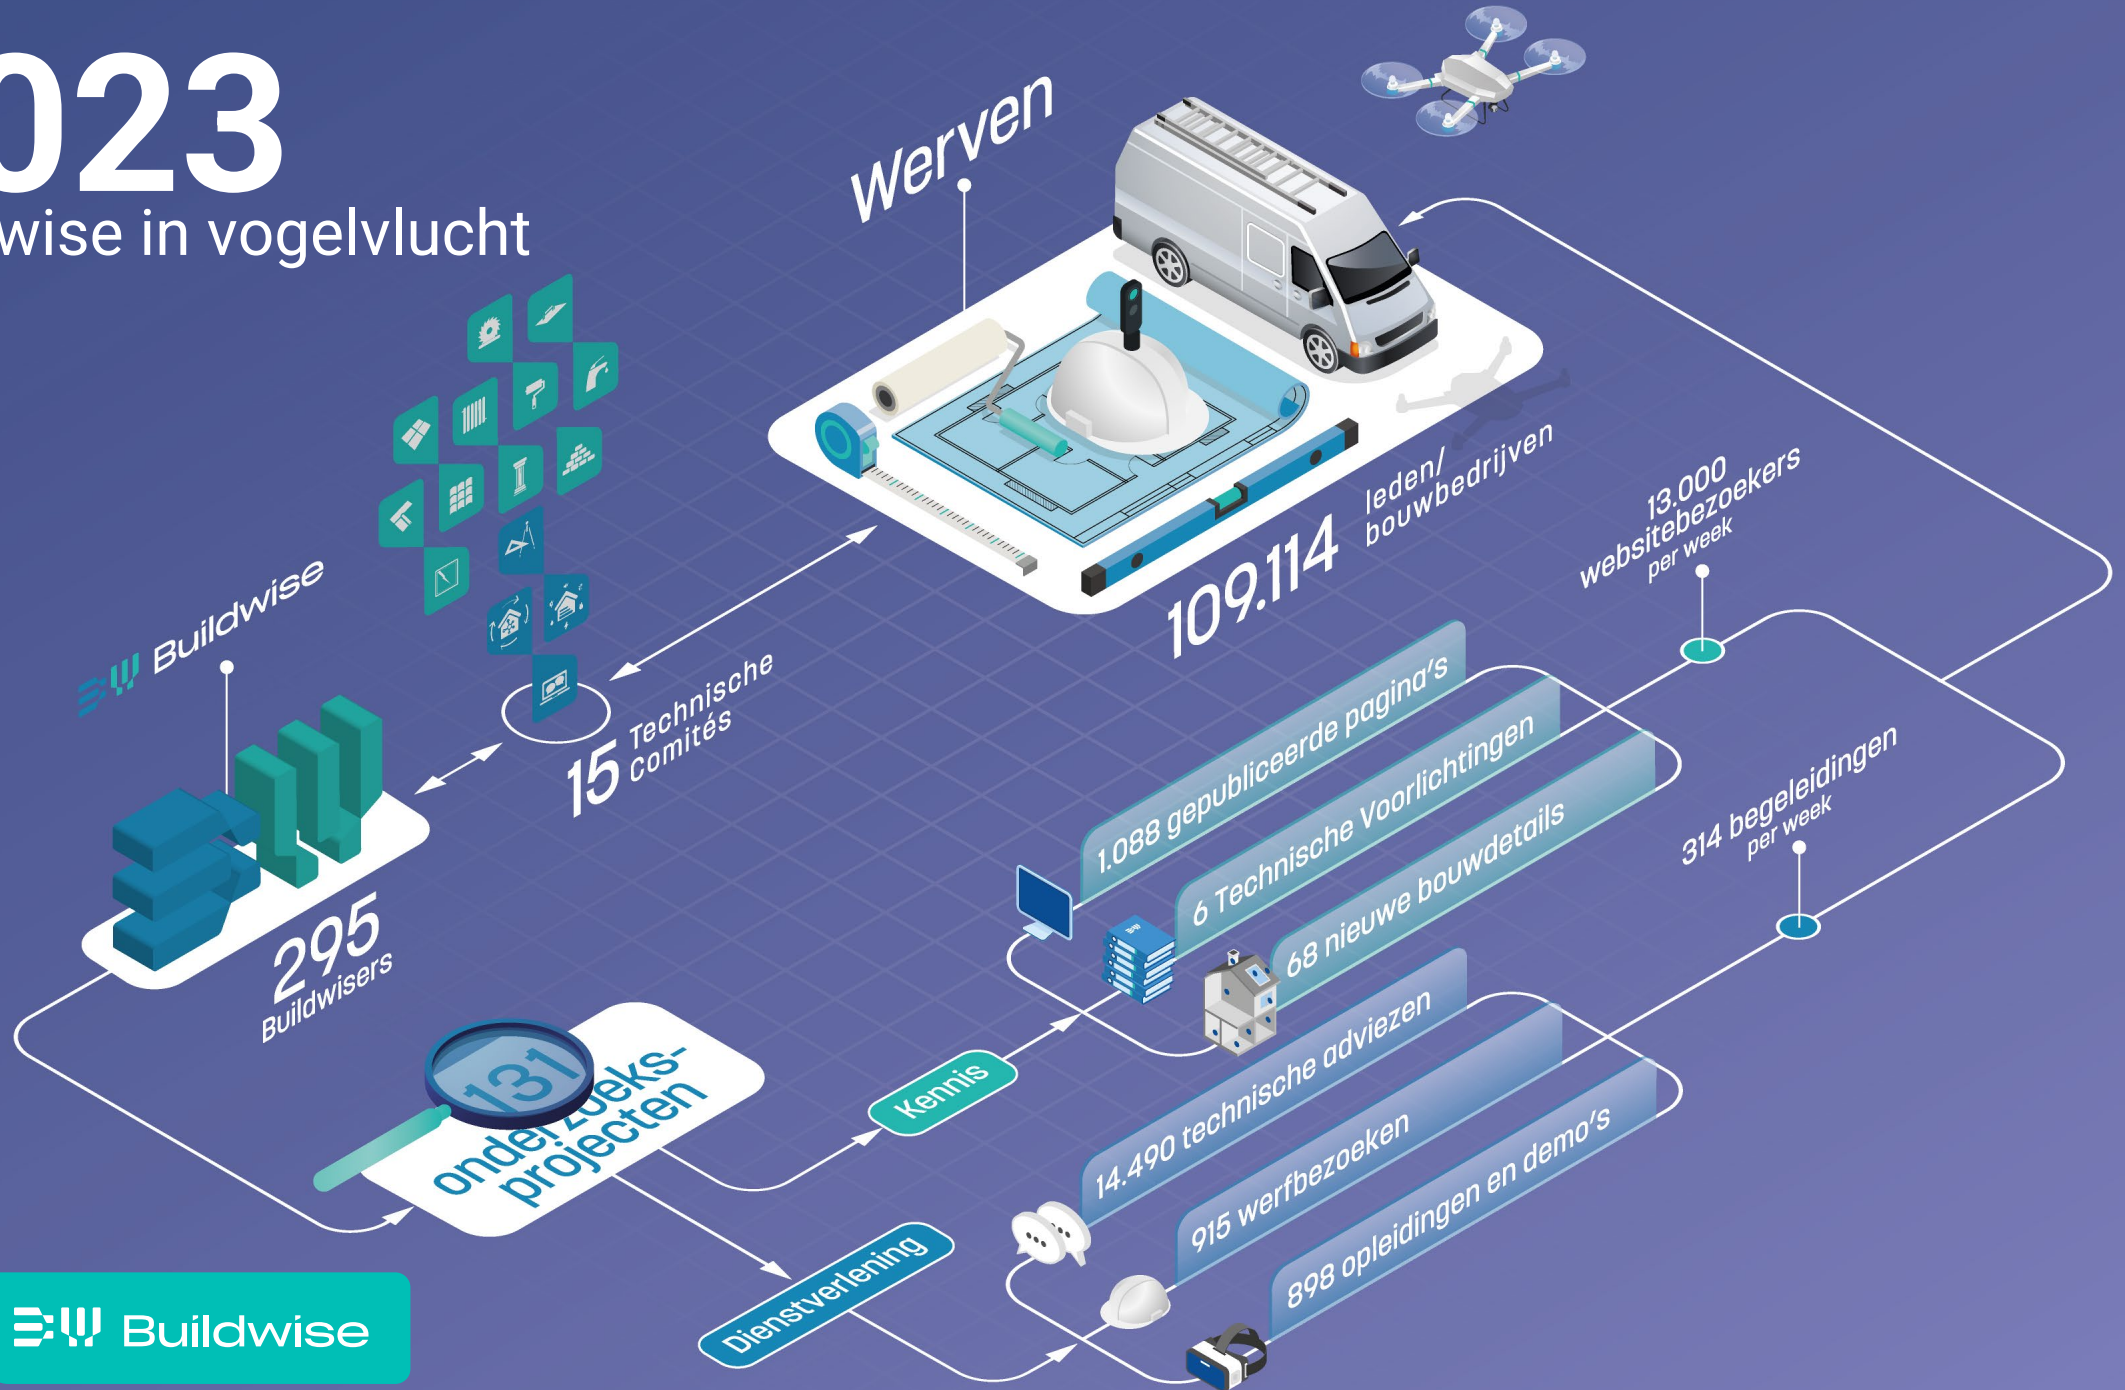 023
wise in vogelvlucht
Werven
109.114
leden/
bouwbedrijven
13.000
websitebezoekers
per week
Buildwise
15
Technische
Comités
295
Buildwisers
1.088 gepubliceerde pagina's
6 Technische Voorlichtingen
68 nieuwe bouwdetails
314 begeleidingen
per week
131
onderzoeks-
projecten
Kennis
14.490 technische adviezen
915 werfbezoeken
898 opleidingen en demo's
Dienstverlening
Buildwise